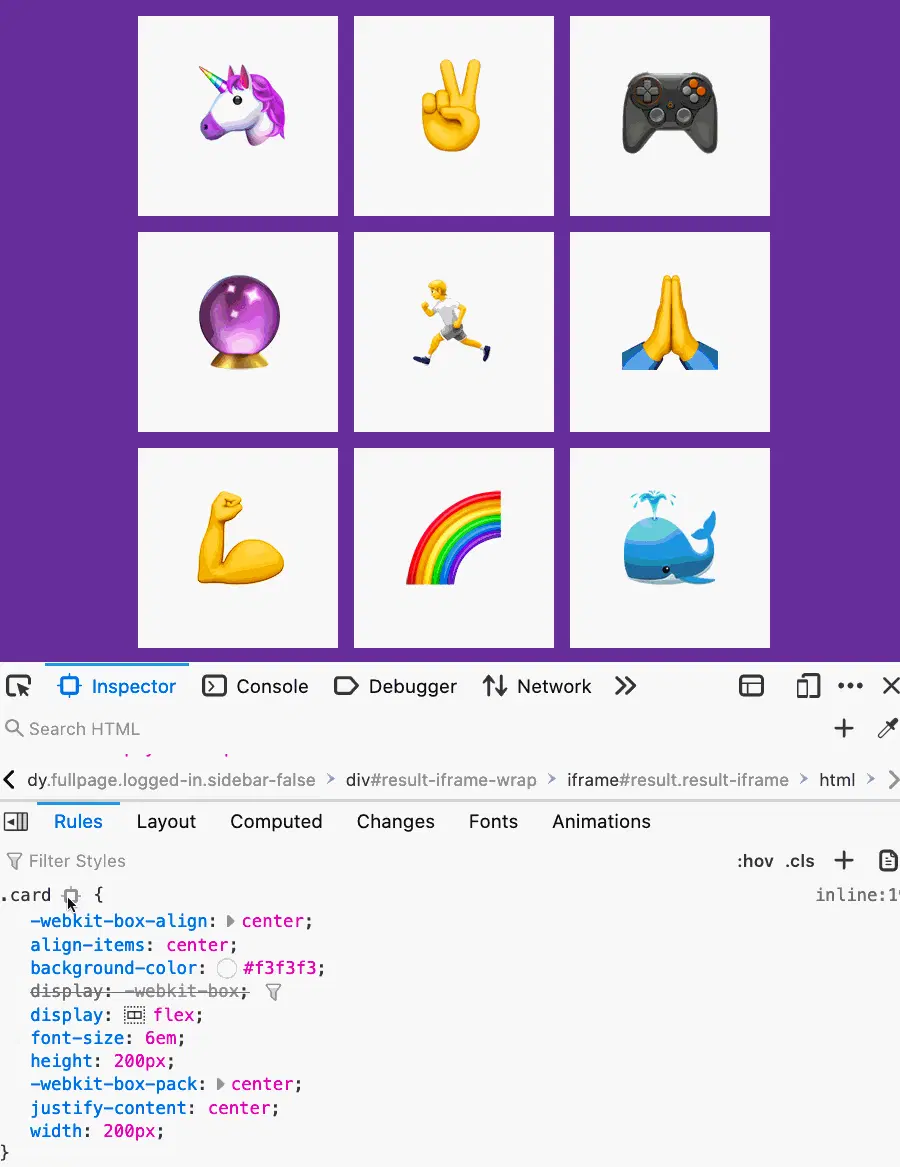 Inspector Console Debugger Network
Search HTML
dy.fullpage.logged-in.sidebar-false div#result-iframe-wrap iframe#result.result-iframe html
Rules Layout Computed Changes Fonts Animations
Filter Styles :hov .cls
.card { inline:19
-webkit-box-align: center;
align-items: center;
background-color: #f3f3f3;
display: -webkit-box;
display: flex;
font-size: 6em;
height: 200px;
-webkit-box-pack: center;
justify-content: center;
width: 200px;
}